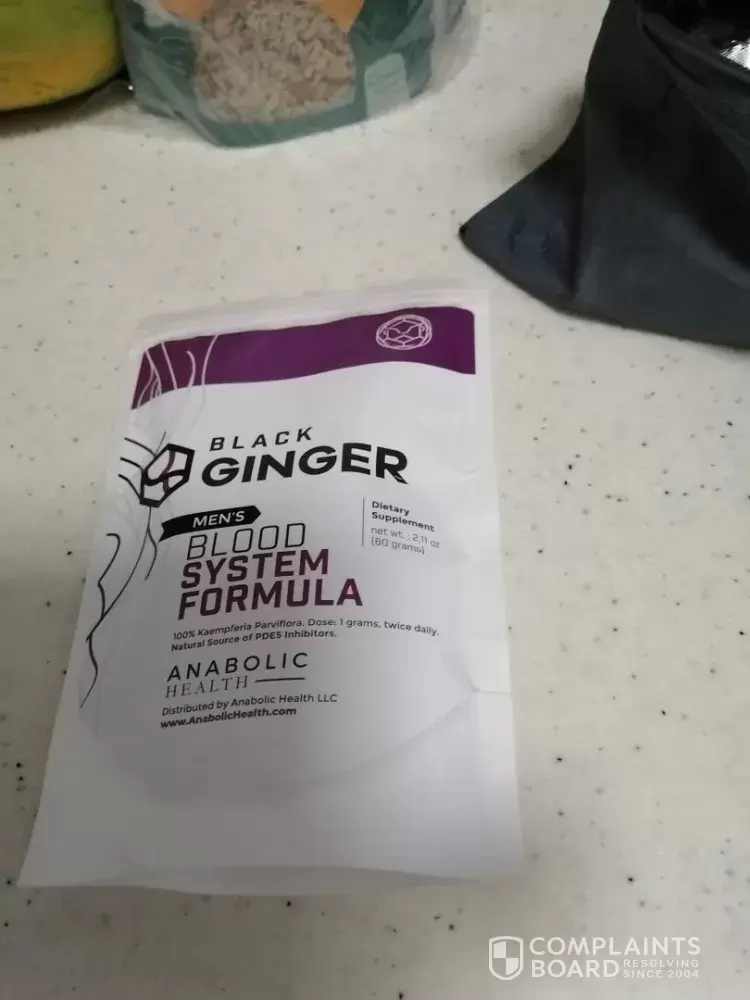 BLACK
GINGER
MEN'S
BLOOD
SYSTEM
FORMULA
Dietary
Supplement
net wt. : 2.11 oz
(60 grams)
100% Kaempferia Parviflora. Dose: 1 grams, twice daily.
Natural Source of PDE5 Inhibitors.
ANABOLIC
HEALTH
Distributed by Anabolic Health LLC
www.AnabolicHealth.com
COMPLAINTS
BOARD RESOLVING
SINCE 2004